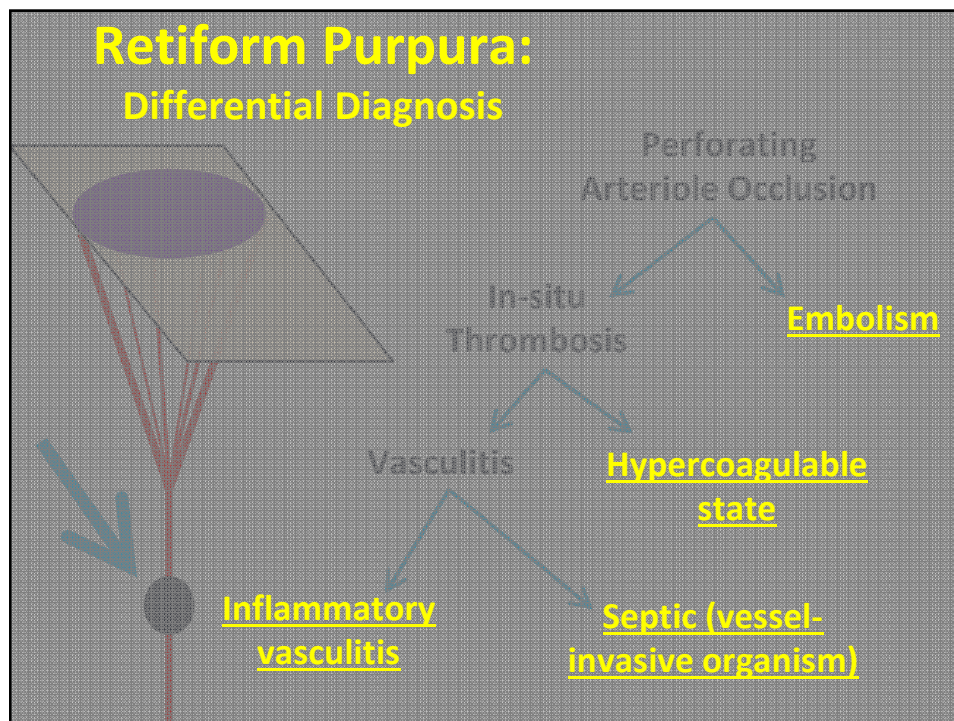 Retiform Purpura:
Differential Diagnosis
Perforating
Arteriole Occlusion
In-situ
Thrombosis
Embolism
Vasculitis
Hypercoagulable
state
Inflammatory
vasculitis
Septic (vessel-
invasive organism)